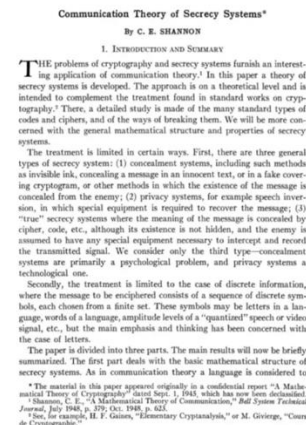 Communication Theory of Secrecy Systems*
By C. E. SHANNON
1. INTRODUCTION AND SUMMARY
THE problems of cryptography and secrecy systems furnish an interest-
ing application of communication theory.¹ In this paper a theory of
secrecy systems is developed. The approach is on a theoretical level and is
intended to complement the treatment found in standard works on cryp-
tography.² There, a detailed study is made of the many standard types of
codes and ciphers, and of the ways of breaking them. We will be more con-
cerned with the general mathematical structure and properties of secrecy
systems.
The treatment is limited in certain ways. First, there are three general
types of secrecy system: (1) concealment systems, including such methods
as invisible ink, concealing a message in an innocent text, or in a fake cover-
ing cryptogram, or other methods in which the existence of the message is
concealed from the enemy; (2) privacy systems, for example speech inver-
sion, in which special equipment is required to recover the message; (3)
“true” secrecy systems where the meaning of the message is concealed by
cipher, code, etc., although its existence is not hidden, and the enemy is
assumed to have any special equipment necessary to intercept and record
the transmitted signal. We consider only the third type—concealment
systems are primarily a psychological problem, and privacy systems a
technological one.
Secondly, the treatment is limited to the case of discrete information,
where the message to be enciphered consists of a sequence of discrete sym-
bols, each chosen from a finite set. These symbols may be letters in a lan-
guage, words of a language, amplitude levels of a “quantized” speech or video
signal, etc., but the main emphasis and thinking has been concerned with
the case of letters.
The paper is divided into three parts. The main results will now be briefly
summarized. The first part deals with the basic mathematical structure of
secrecy systems. As in communication theory a language is considered to
* The material in this paper appeared originally in a confidential report “A Mathe-
matical Theory of Cryptography” dated Sept. 1, 1945, which has now been declassified.
¹ Shannon, C. E., “A Mathematical Theory of Communication,” Bell System Technical
Journal, July 1948, p. 379; Oct. 1948, p. 623.
² See, for example, H. F. Gaines, “Elementary Cryptanalysis,” or M. Givierge, “Cours
de Cryptographie.”